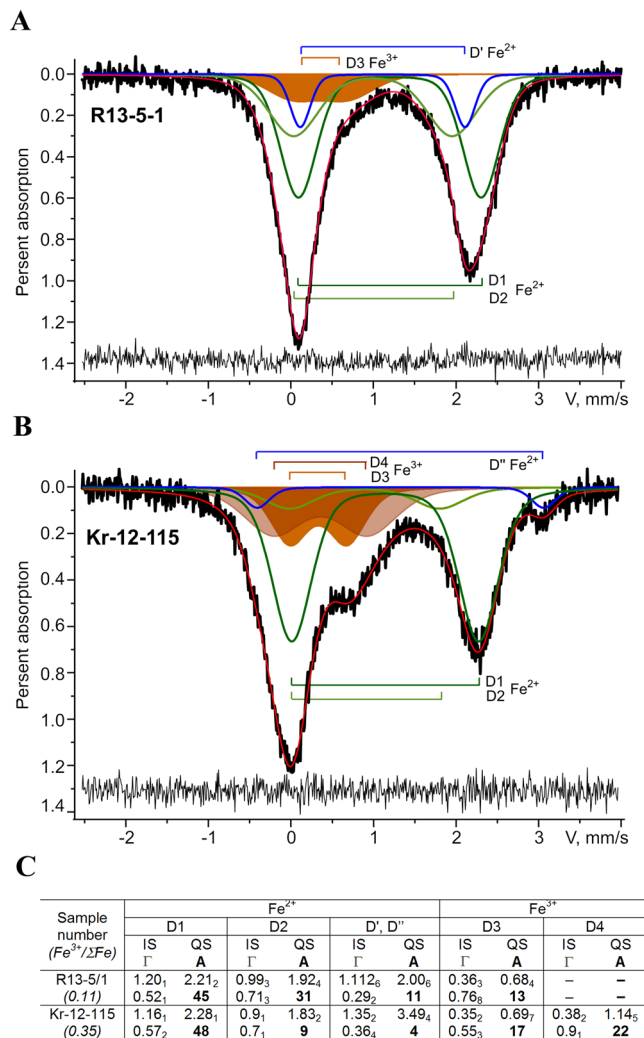 A
D' Fe²⁺
D3 Fe³⁺
0.0
R13-5-1
0.2
0.4
0.6
0.8
1.0
1.2
1.4
Persent absorption
D1
D2
Fe²⁺
-2
-1
0
1
2
3
V, mm/s
B
D4
D3
Fe³⁺
D'' Fe²⁺
0.0
Kr-12-115
0.2
0.4
0.6
0.8
1.0
1.2
1.4
Persent absorption
D1
D2
Fe²⁺
-2
-1
0
1
2
3
V, mm/s
C
Sample number (Fe³⁺/ΣFe) Fe²⁺ Fe³⁺
D1 D2 D', D'' D3 D4
IS QS IS QS IS QS IS QS IS QS
Γ A Γ A Γ A Γ A Γ A
R13-5/1 1.20₁ 2.21₂ 0.99₃ 1.92₄ 1.112₆ 2.00₆ 0.36₃ 0.68₄ – –
(0.11) 0.52₁ 45 0.71₃ 31 0.29₂ 11 0.76₈ 13 – –
Kr-12-115 1.16₁ 2.28₁ 0.9₁ 1.83₂ 1.35₂ 3.49₄ 0.35₂ 0.69₇ 0.38₂ 1.14₅
(0.35) 0.57₂ 48 0.7₁ 9 0.36₄ 4 0.55₃ 17 0.9₁ 22